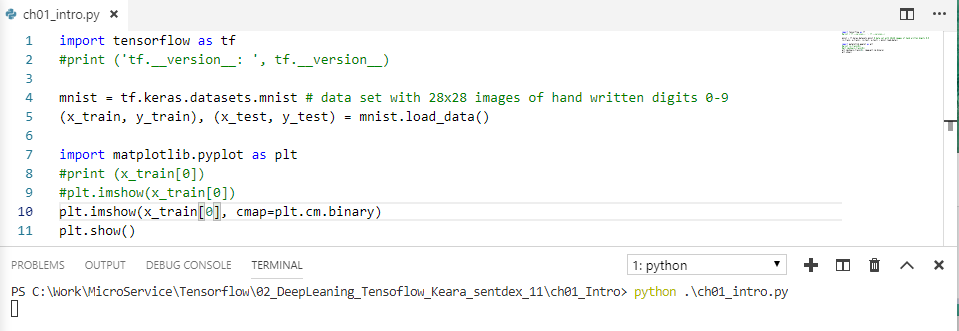 ch01_intro.py
1 import tensorflow as tf
2 #print ('tf.__version__: ', tf.__version__)
3
4 mnist = tf.keras.datasets.mnist # data set with 28x28 images of hand written digits 0-9
5 (x_train, y_train), (x_test, y_test) = mnist.load_data()
6
7 import matplotlib.pyplot as plt
8 #print (x_train[0])
9 #plt.imshow(x_train[0])
10 plt.imshow(x_train[0], cmap=plt.cm.binary)
11 plt.show()
PROBLEMS OUTPUT DEBUG CONSOLE TERMINAL 1: python
PS C:\Work\MicroService\Tensorflow\02_DeepLeaning_Tensoflow_Keara_sentdex_11\ch01_Intro> python .\ch01_intro.py